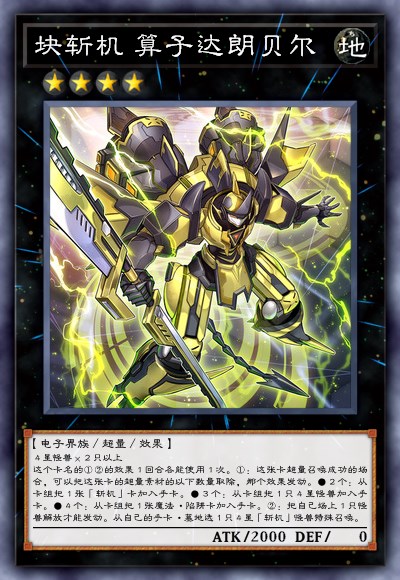 块斩机 算子达朗贝尔 地
【电子界族／超量／效果】
４星怪兽×２只以上
这个卡名的①②的效果１回合各能使用１次。①：这张卡超量召唤成功的场
合，可以把这张卡的超量素材的以下数量取除，那个效果发动。●２个：从
卡组把１张「斩机」卡加入手卡。●３个：从卡组把１只４星怪兽加入手
卡。●４个：从卡组把１张魔法·陷阱卡加入手卡。②：把自己场上１只怪
兽解放才能发动。从自己的手卡·墓地选１只４星「斩机」怪兽特殊召唤。
ATK/2000 DEF/ 0